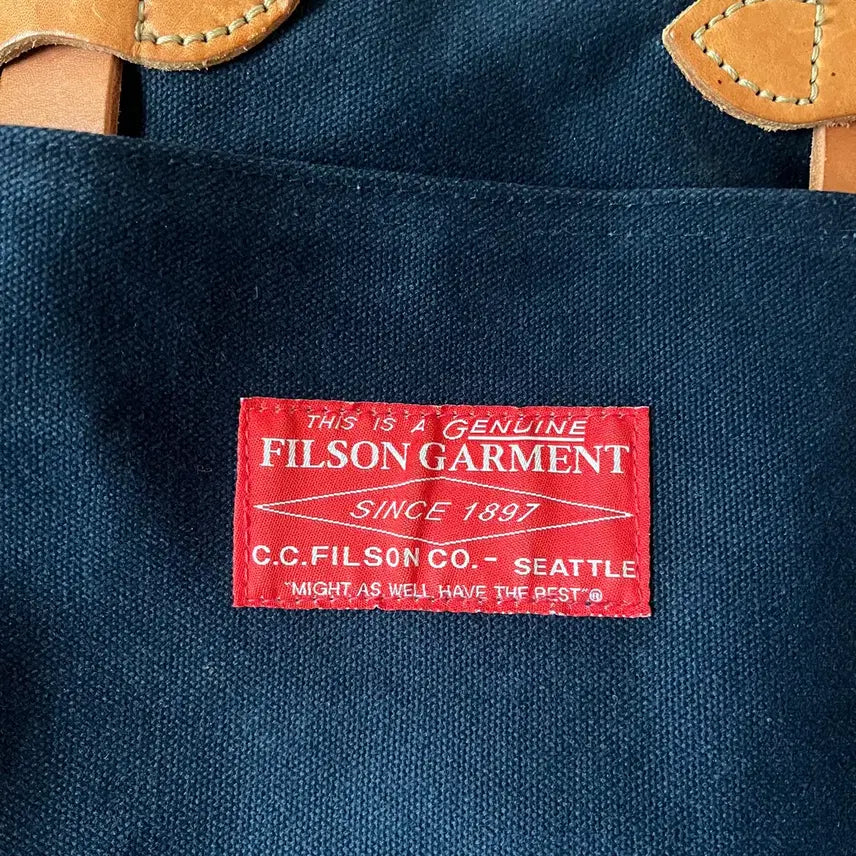 THIS IS A GENUINE
FILSON GARMENT
SINCE 1897
C.C.FILSON CO.- SEATTLE
"MIGHT AS WELL HAVE THE BEST"®